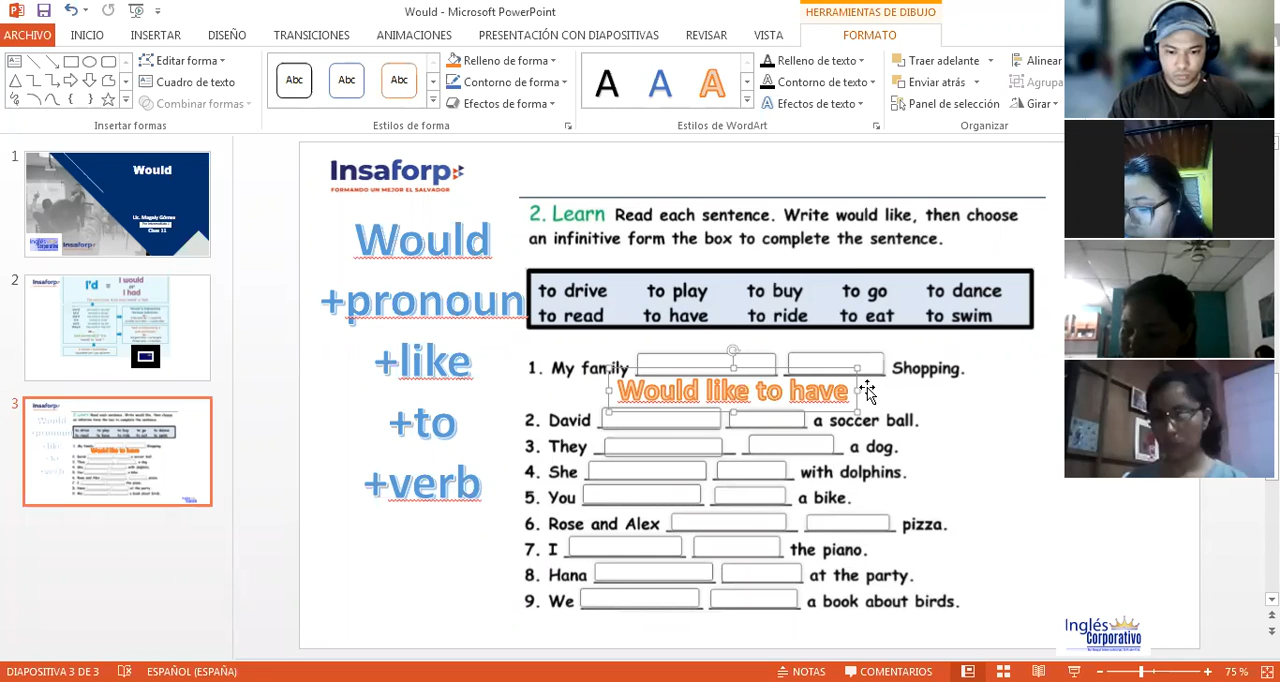 Would - Microsoft PowerPoint
HERRAMIENTAS DE DIBUJO
ARCHIVO INICIO INSERTAR DISEÑO TRANSICIONES ANIMACIONES PRESENTACIÓN CON DIAPOSITIVAS REVISAR VISTA FORMATO
Editar forma
Cuadro de texto
Combinar formas
Insertar formas
Abc Abc Abc
Relleno de forma
Contorno de forma
Efectos de forma
Estilos de forma
A A A
Relleno de texto
Contorno de texto
Efectos de texto
Estilos de WordArt
Traer adelante
Enviar atrás
Panel de selección
Alinear
Agrupa
Girar
Organizar
1
Would
Lic. Magaly Gómez
Class 11
2
I'd = I would
or
I had
3
Insaforp
FORMANDO UN MEJOR EL SALVADOR
Would
+pronoun
+like
+to
+verb
2. Learn Read each sentence. Write would like, then choose
an infinitive form the box to complete the sentence.
to drive to play to buy to go to dance
to read to have to ride to eat to swim
1. My family Shopping.
Would like to have
2. David a soccer ball.
3. They a dog.
4. She with dolphins.
5. You a bike.
6. Rose and Alex pizza.
7. I the piano.
8. Hana at the party.
9. We a book about birds.
Inglés
Corporativo
DIAPOSITIVA 3 DE 3 ESPAÑOL (ESPAÑA) NOTAS COMENTARIOS 75 %